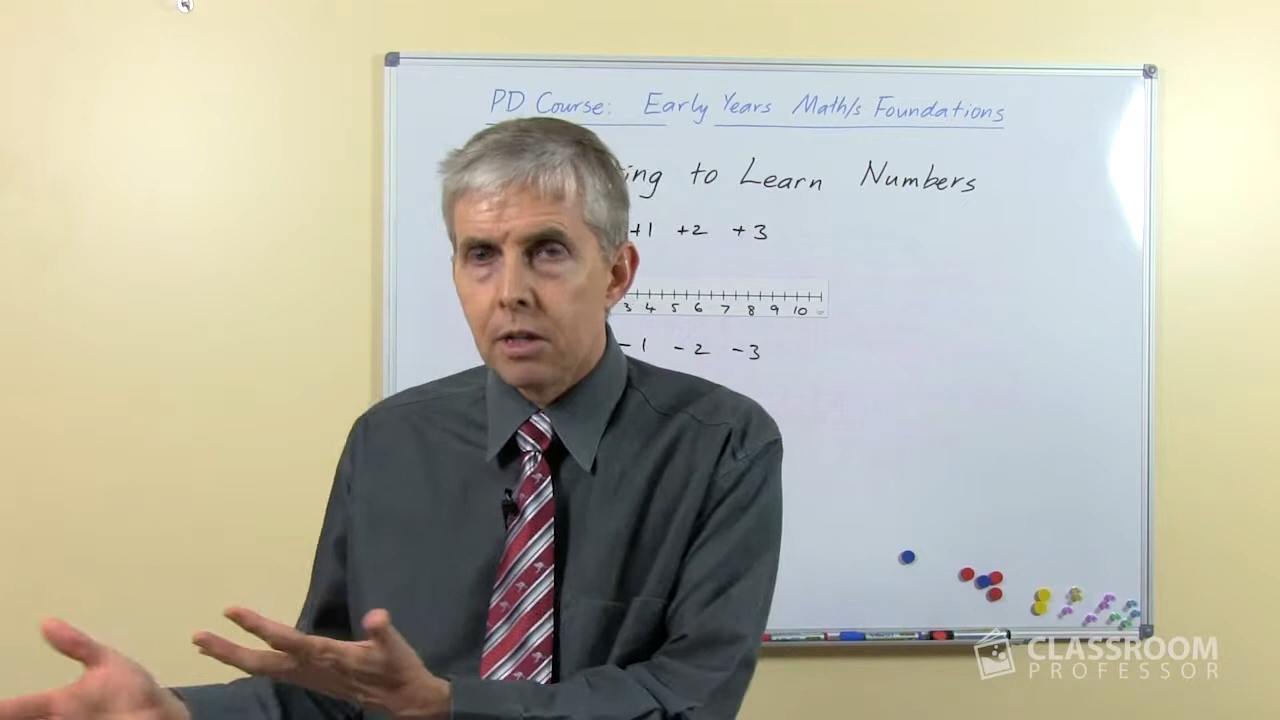 PD Course: Early Years Math/s Foundations
to Learn Numbers
+1 +2 +3
3 4 5 6 7 8 9 10
-1 -2 -3
CLASSROOM
PROFESSOR